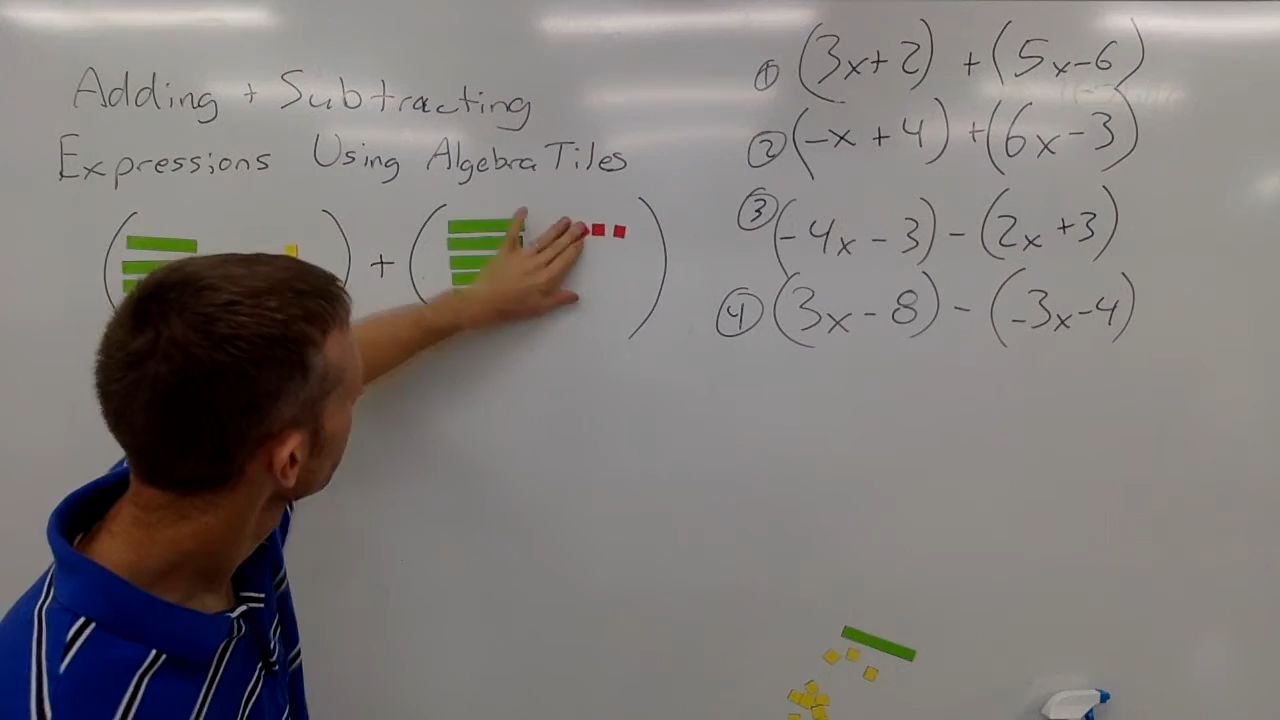 Adding + Subtracting
Expressions Using Algebra Tiles
( ) + ( )
① (3x+2) + (5x-6)
② (-x + 4) + (6x-3)
③ (-4x - 3) - (2x + 3)
④ (3x - 8) - (-3x-4)